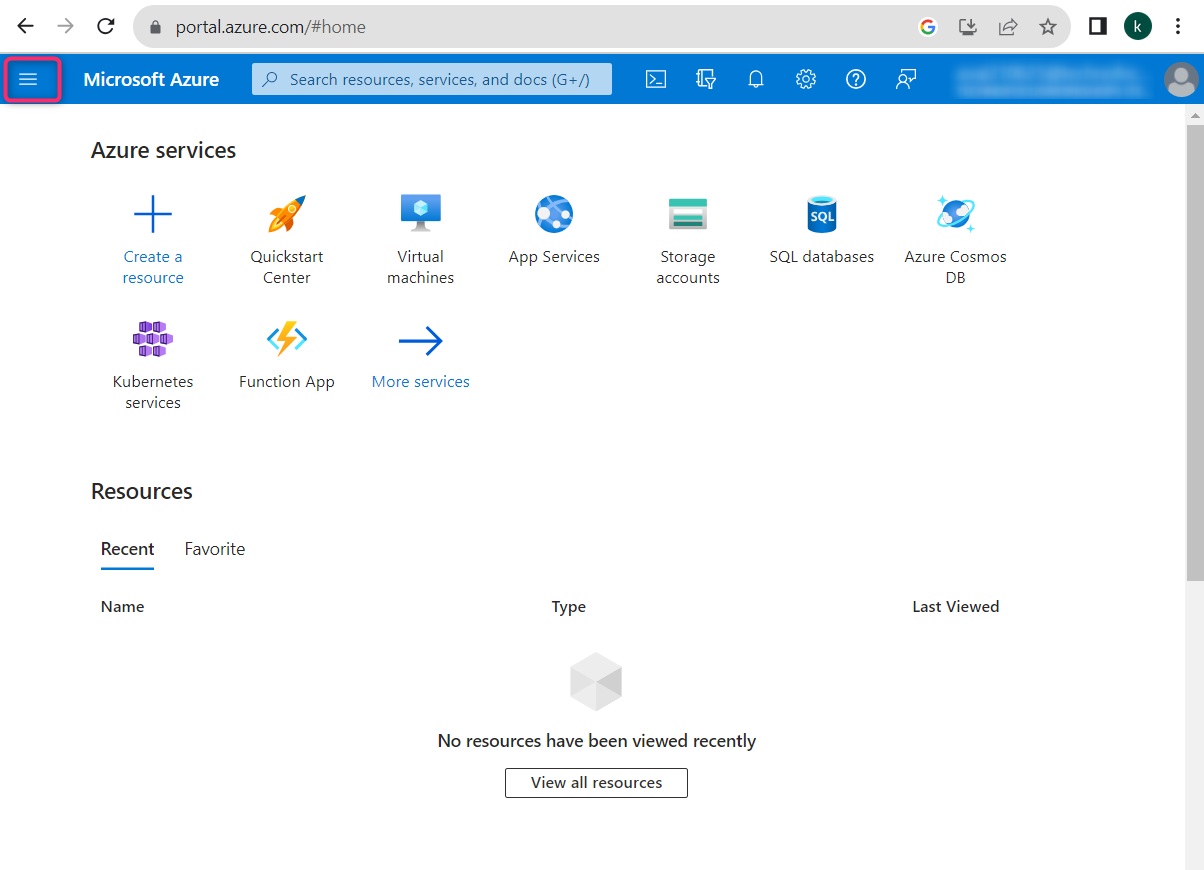 portal.azure.com/#home
k
Microsoft Azure
Search resources, services, and docs (G+/)
Azure services
Create a
resource
Quickstart
Center
Virtual
machines
App Services
Storage
accounts
SQL
SQL databases
Azure Cosmos
DB
Kubernetes
services
Function App
More services
Resources
Recent Favorite
Name Type Last Viewed
No resources have been viewed recently
View all resources